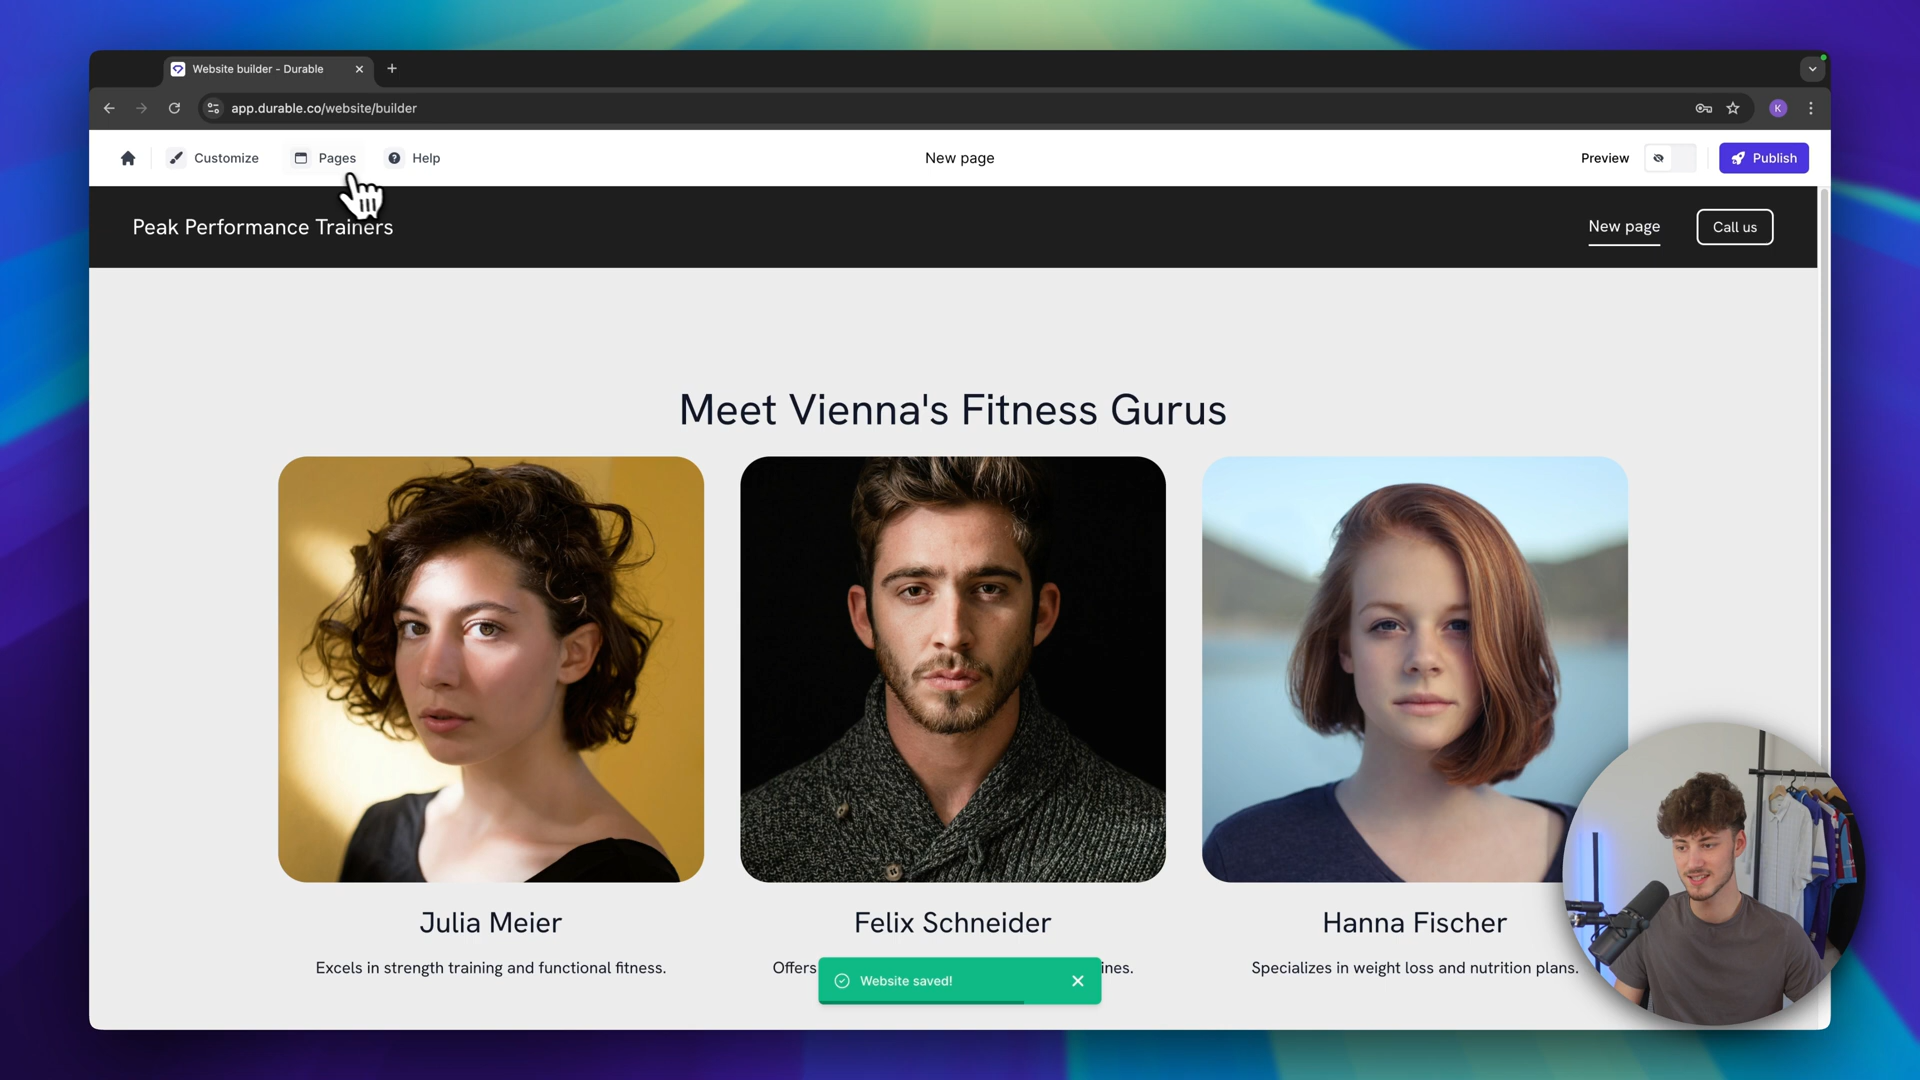 Website builder - Durable
app.durable.co/website/builder
K
Customize
Pages
Help
New page
Preview
Publish
Peak Performance Trainers
New page
Call us
Meet Vienna's Fitness Gurus
Julia Meier
Felix Schneider
Hanna Fischer
Excels in strength training and functional fitness.
Offers
ines.
Specializes in weight loss and nutrition plans.
Website saved!